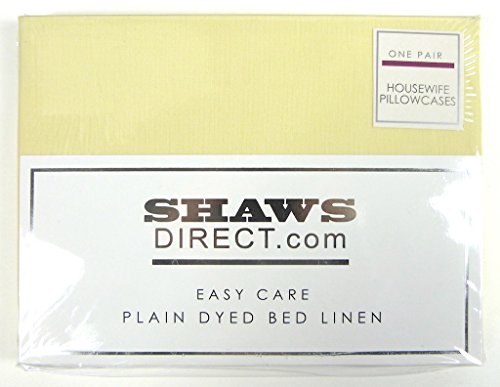 ONE PAIR
HOUSEWIFE
PILLOWCASES
SHAWS
DIRECT.com
EASY CARE
PLAIN DYED BED LINEN